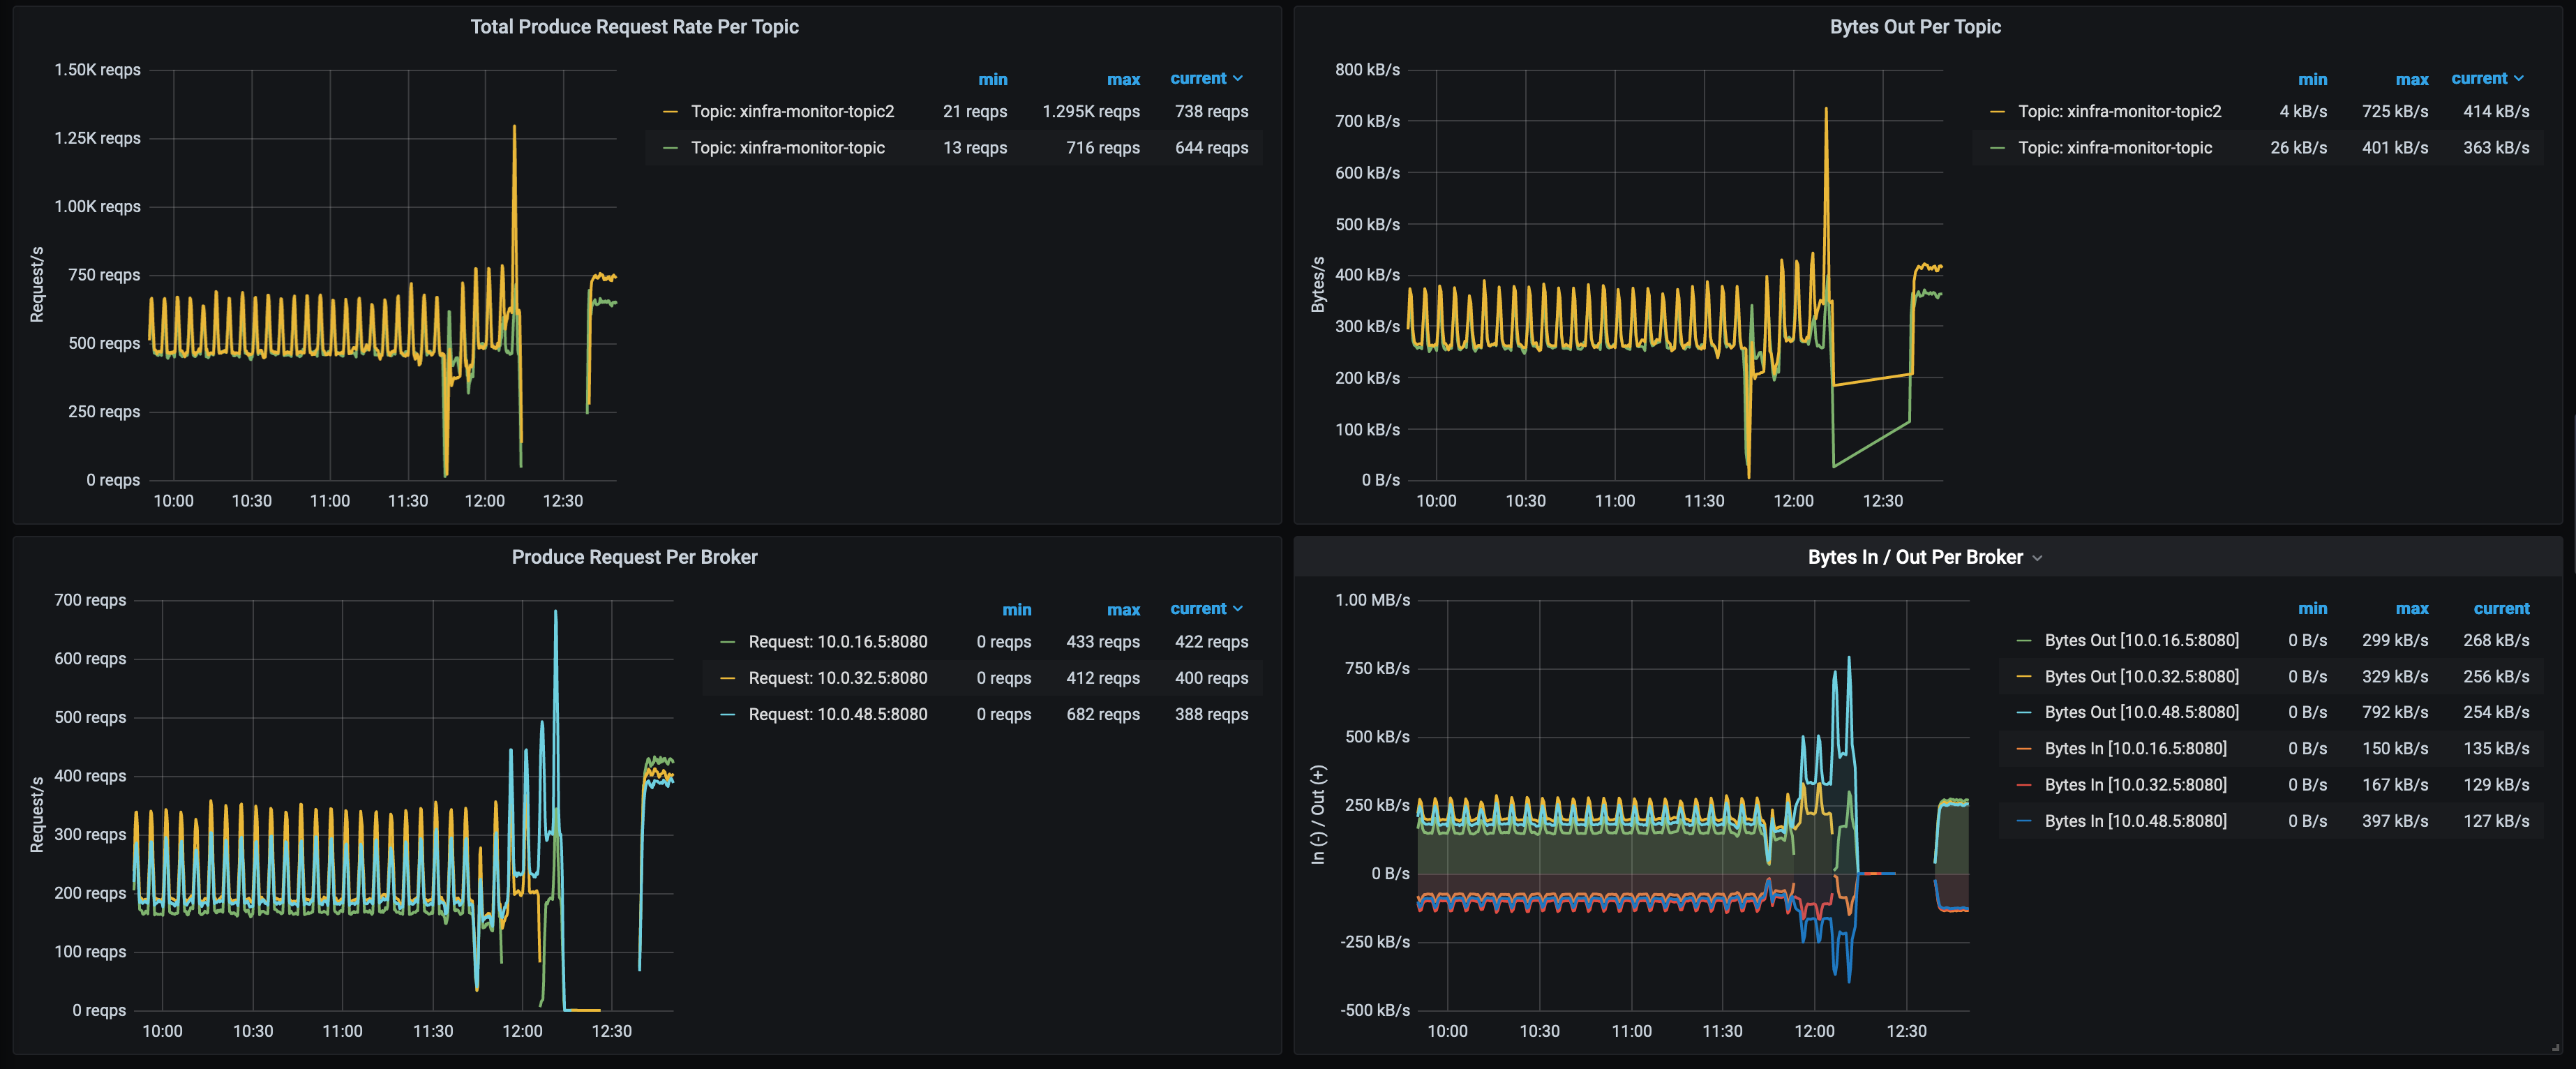 Total Produce Request Rate Per Topic
Request/s
1.50K reqps
1.25K reqps
1.00K reqps
750 reqps
500 reqps
250 reqps
0 reqps
10:00 10:30 11:00 11:30 12:00 12:30
min max current
Topic: xinfra-monitor-topic2 21 reqps 1.295K reqps 738 reqps
Topic: xinfra-monitor-topic 13 reqps 716 reqps 644 reqps
Bytes Out Per Topic
Bytes/s
800 kB/s
700 kB/s
600 kB/s
500 kB/s
400 kB/s
300 kB/s
200 kB/s
100 kB/s
0 B/s
10:00 10:30 11:00 11:30 12:00 12:30
min max current
Topic: xinfra-monitor-topic2 4 kB/s 725 kB/s 414 kB/s
Topic: xinfra-monitor-topic 26 kB/s 401 kB/s 363 kB/s
Produce Request Per Broker
Request/s
700 reqps
600 reqps
500 reqps
400 reqps
300 reqps
200 reqps
100 reqps
0 reqps
10:00 10:30 11:00 11:30 12:00 12:30
min max current
Request: 10.0.16.5:8080 0 reqps 433 reqps 422 reqps
Request: 10.0.32.5:8080 0 reqps 412 reqps 400 reqps
Request: 10.0.48.5:8080 0 reqps 682 reqps 388 reqps
Bytes In / Out Per Broker
In (-) / Out (+)
1.00 MB/s
750 kB/s
500 kB/s
250 kB/s
0 B/s
-250 kB/s
-500 kB/s
10:00 10:30 11:00 11:30 12:00 12:30
min max current
Bytes Out [10.0.16.5:8080] 0 B/s 299 kB/s 268 kB/s
Bytes Out [10.0.32.5:8080] 0 B/s 329 kB/s 256 kB/s
Bytes Out [10.0.48.5:8080] 0 B/s 792 kB/s 254 kB/s
Bytes In [10.0.16.5:8080] 0 B/s 150 kB/s 135 kB/s
Bytes In [10.0.32.5:8080] 0 B/s 167 kB/s 129 kB/s
Bytes In [10.0.48.5:8080] 0 B/s 397 kB/s 127 kB/s